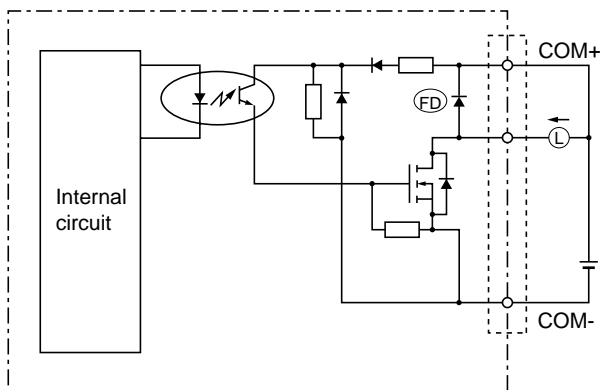 COM+
FD
L
Internal
circuit
COM-